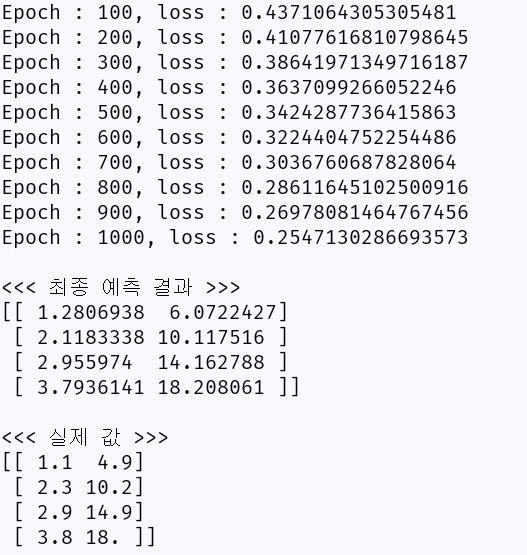 Epoch : 100, loss : 0.4371064305305481
Epoch : 200, loss : 0.41077616810798645
Epoch : 300, loss : 0.38641971349716187
Epoch : 400, loss : 0.3637099266052246
Epoch : 500, loss : 0.3424287736415863
Epoch : 600, loss : 0.3224404752254486
Epoch : 700, loss : 0.3036760687828064
Epoch : 800, loss : 0.28611645102500916
Epoch : 900, loss : 0.26978081464767456
Epoch : 1000, loss : 0.2547130286693573
<<< 최종 예측 결과 >>>
[[ 1.2806938  6.0722427]
 [ 2.1183338 10.117516 ]
 [ 2.955974  14.162788 ]
 [ 3.7936141 18.208061 ]]
<<< 실제 값 >>>
[[ 1.1  4.9]
 [ 2.3 10.2]
 [ 2.9 14.9]
 [ 3.8 18. ]]